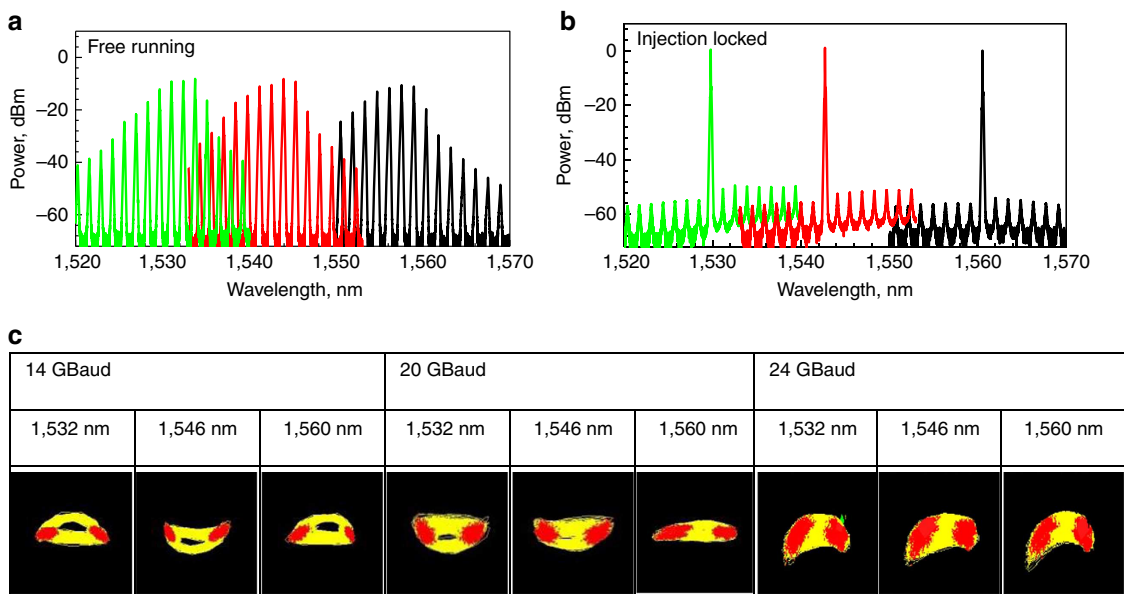 a
Free running
0
–20
–40
–60
Power, dBm
1,520 1,530 1,540 1,550 1,560 1,570
Wavelength, nm
b
Injection locked
0
–20
–40
–60
Power, dBm
1,520 1,530 1,540 1,550 1,560 1,570
Wavelength, nm
c
14 GBaud 20 GBaud 24 GBaud
1,532 nm 1,546 nm 1,560 nm 1,532 nm 1,546 nm 1,560 nm 1,532 nm 1,546 nm 1,560 nm